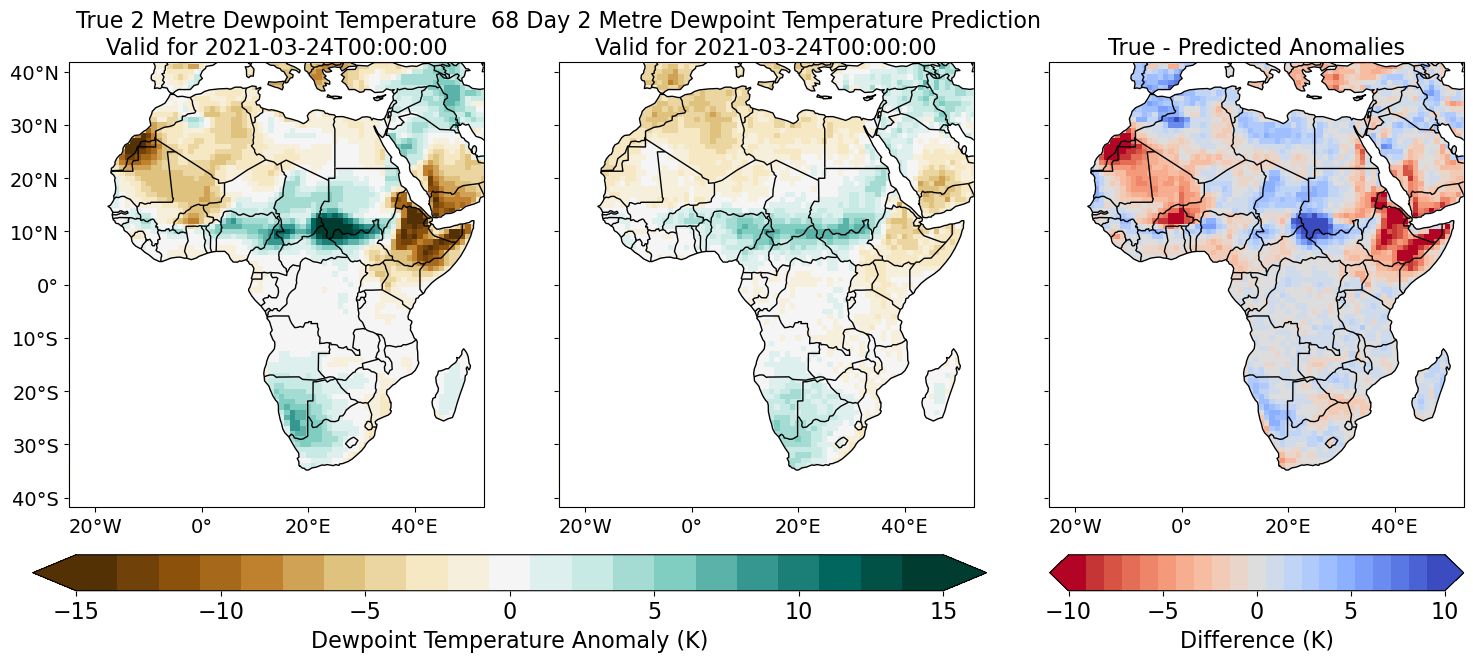 True 2 Metre Dewpoint Temperature
Valid for 2021-03-24T00:00:00
68 Day 2 Metre Dewpoint Temperature Prediction
Valid for 2021-03-24T00:00:00
True - Predicted Anomalies
40°N
30°N
20°N
10°N
0°
10°S
20°S
30°S
40°S
20°W 0° 20°E 40°E
20°W 0° 20°E 40°E
20°W 0° 20°E 40°E
−15 −10 −5 0 5 10 15
Dewpoint Temperature Anomaly (K)
−10 −5 0 5 10
Difference (K)